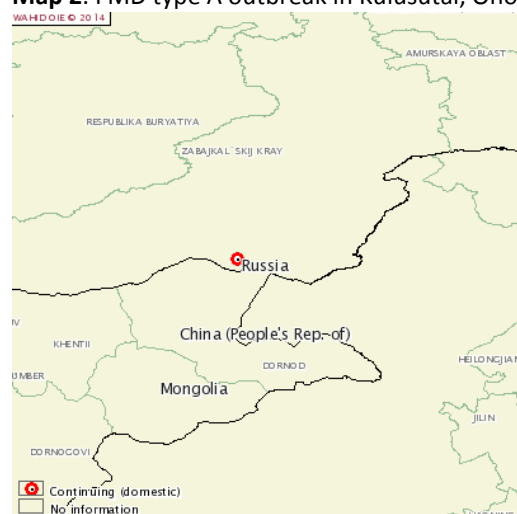 Map 2: FMD type A outbreak in Kulusutai, Ono
WAHID OIE © 2014
AMURSKAYA OBLAST
RESPUBLIKA BURYATIYA
ZABAJKAL`SKIJ KRAY
Russia
China (People's Rep. of)
KHENTII
DORNOD
HEILONGJIAN
UMBER
Mongolia
JILIN
DORNOGOVI
Continuing (domestic)
No information